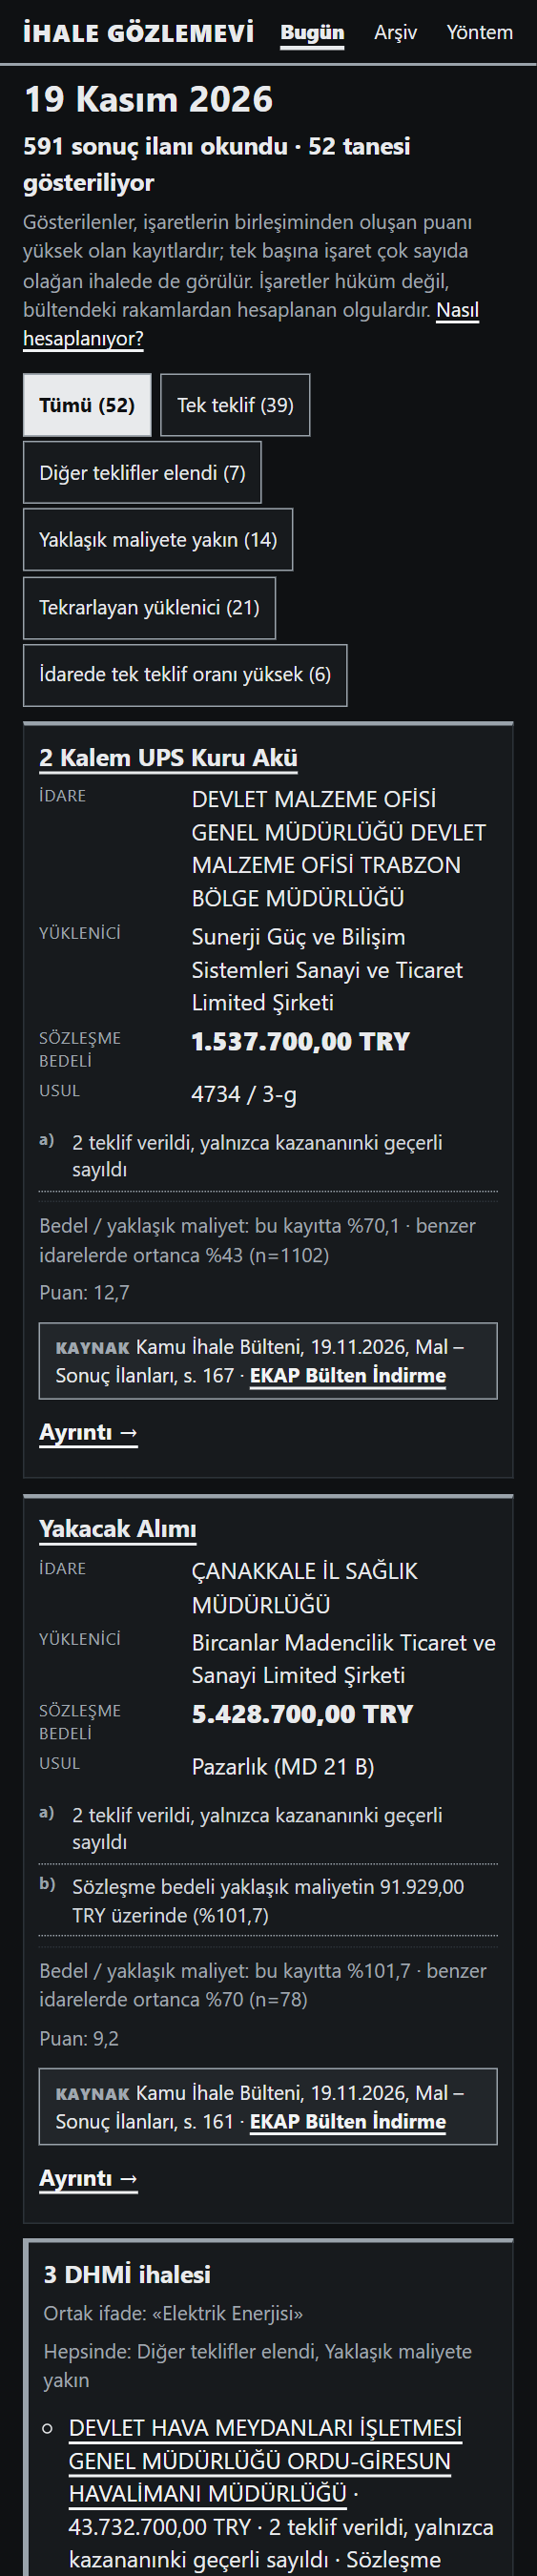 İHALE GÖZLEMEVİ Bugün Arşiv Yöntem
19 Kasım 2026
591 sonuç ilanı okundu · 52 tanesi
gösteriliyor
Gösterilenler, işaretlerin birleşiminden oluşan puanı
yüksek olan kayıtlardır; tek başına işaret çok sayıda
olağan ihalede de görülür. İşaretler hüküm değil,
bültendeki rakamlardan hesaplanan olgulardır. Nasıl
hesaplanıyor?
Tümü (52) Tek teklif (39)
Diğer teklifler elendi (7)
Yaklaşık maliyete yakın (14)
Tekrarlayan yüklenici (21)
İdarede tek teklif oranı yüksek (6)
2 Kalem UPS Kuru Akü
İDARE DEVLET MALZEME OFİSİ
GENEL MÜDÜRLÜĞÜ DEVLET
MALZEME OFİSİ TRABZON
BÖLGE MÜDÜRLÜĞÜ
YÜKLENİCİ Sunerji Güç ve Bilişim
Sistemleri Sanayi ve Ticaret
Limited Şirketi
SÖZLEŞME BEDELİ 1.537.700,00 TRY
USUL 4734 / 3-g
a) 2 teklif verildi, yalnızca kazananınki geçerli
sayıldı
Bedel / yaklaşık maliyet: bu kayıtta %70,1 · benzer
idarelerde ortanca %43 (n=1102)
Puan: 12,7
KAYNAK Kamu İhale Bülteni, 19.11.2026, Mal –
Sonuç İlanları, s. 167 · EKAP Bülten İndirme
Ayrıntı →
Yakacak Alımı
İDARE ÇANAKKALE İL SAĞLIK
MÜDÜRLÜĞÜ
YÜKLENİCİ Bircanlar Madencilik Ticaret ve
Sanayi Limited Şirketi
SÖZLEŞME BEDELİ 5.428.700,00 TRY
USUL Pazarlık (MD 21 B)
a) 2 teklif verildi, yalnızca kazananınki geçerli
sayıldı
b) Sözleşme bedeli yaklaşık maliyetin 91.929,00
TRY üzerinde (%101,7)
Bedel / yaklaşık maliyet: bu kayıtta %101,7 · benzer
idarelerde ortanca %70 (n=78)
Puan: 9,2
KAYNAK Kamu İhale Bülteni, 19.11.2026, Mal –
Sonuç İlanları, s. 161 · EKAP Bülten İndirme
Ayrıntı →
3 DHMİ ihalesi
Ortak ifade: «Elektrik Enerjisi»
Hepsinde: Diğer teklifler elendi, Yaklaşık maliyete
yakın
DEVLET HAVA MEYDANLARI İŞLETMESİ
GENEL MÜDÜRLÜĞÜ ORDU-GİRESUN
HAVALİMANI MÜDÜRLÜĞÜ ·
43.732.700,00 TRY · 2 teklif verildi, yalnızca
kazananınki geçerli sayıldı · Sözleşme